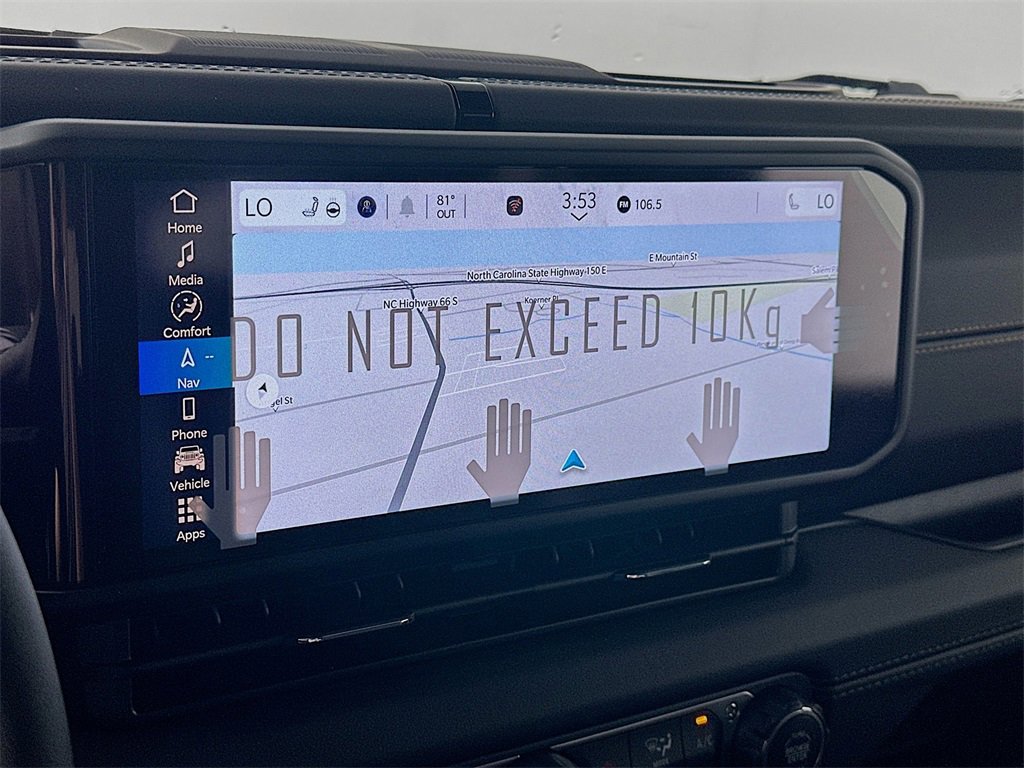 LO
81°
OUT
3:53
FM 106.5
LO
Home
Media
Comfort
Nav
Phone
Vehicle
Apps
E Mountain St
North Carolina State Highway 150 E
NC Highway 66 S
Koerner Pl
DO NOT EXCEED 10Kg
A/C